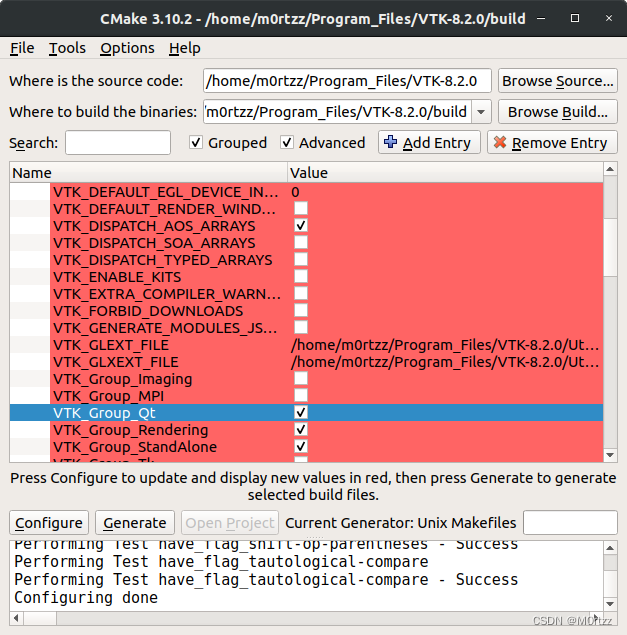 CMake 3.10.2 - /home/m0rtzz/Program_Files/VTK-8.2.0/build
File Tools Options Help
Where is the source code: /home/m0rtzz/Program_Files/VTK-8.2.0 Browse Source...
Where to build the binaries: /m0rtzz/Program_Files/VTK-8.2.0/build Browse Build...
Search: Grouped Advanced Add Entry Remove Entry
Name Value
VTK_DEFAULT_EGL_DEVICE_IN... 0
VTK_DEFAULT_RENDER_WIND...
VTK_DISPATCH_AOS_ARRAYS
VTK_DISPATCH_SOA_ARRAYS
VTK_DISPATCH_TYPED_ARRAYS
VTK_ENABLE_KITS
VTK_EXTRA_COMPILER_WARN...
VTK_FORBID_DOWNLOADS
VTK_GENERATE_MODULES_JS...
VTK_GLEXT_FILE /home/m0rtzz/Program_Files/VTK-8.2.0/Ut...
VTK_GLXEXT_FILE /home/m0rtzz/Program_Files/VTK-8.2.0/Ut...
VTK_Group_Imaging
VTK_Group_MPI
VTK_Group_Qt
VTK_Group_Rendering
VTK_Group_StandAlone
VTK_Group_Tk
Press Configure to update and display new values in red, then press Generate to generate
selected build files.
Configure Generate Open Project Current Generator: Unix Makefiles
Performing Test have_flag_shift-op-parentheses - Success
Performing Test have_flag_tautological-compare
Performing Test have_flag_tautological-compare - Success
Configuring done
CSDN @M0rtzz